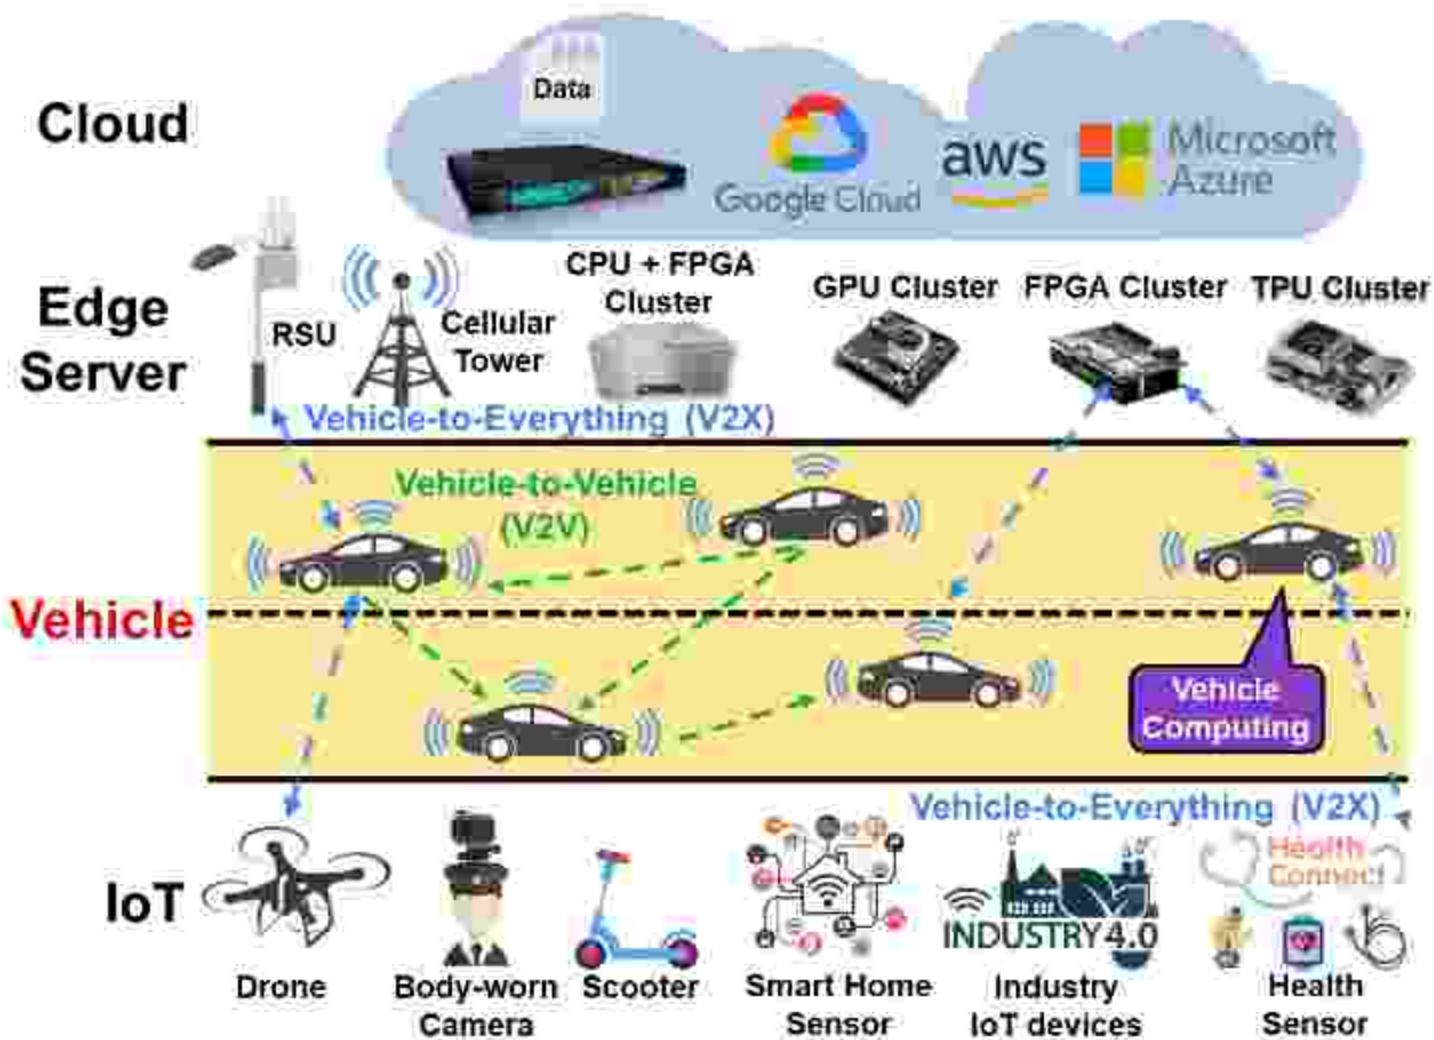 Cloud
Data
Google Cloud
aws
Microsoft
Azure
Edge
Server
RSU
Cellular
Tower
CPU + FPGA
Cluster
GPU Cluster
FPGA Cluster
TPU Cluster
Vehicle-to-Everything (V2X)
Vehicle-to-Vehicle
(V2V)
Vehicle
Vehicle
Computing
Vehicle-to-Everything (V2X)
IoT
Health
Connect
INDUSTRY 4.0
Drone
Body-worn
Camera
Scooter
Smart Home
Sensor
Industry
IoT devices
Health
Sensor